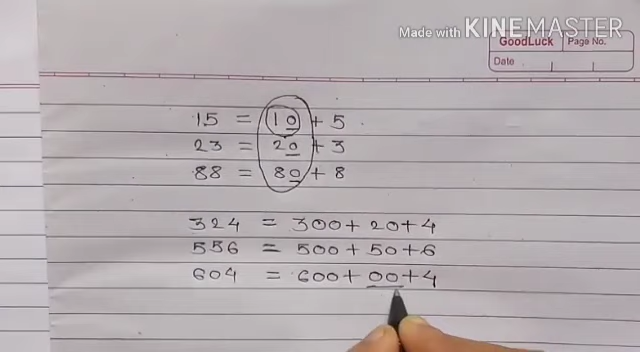 Made with KINEMASTER
GoodLuck Page No.
Date
15 = 10 + 5
23 = 20 + 3
88 = 80 + 8
324 = 300 + 20 + 4
556 = 500 + 50 + 6
604 = 600 + 00 + 4